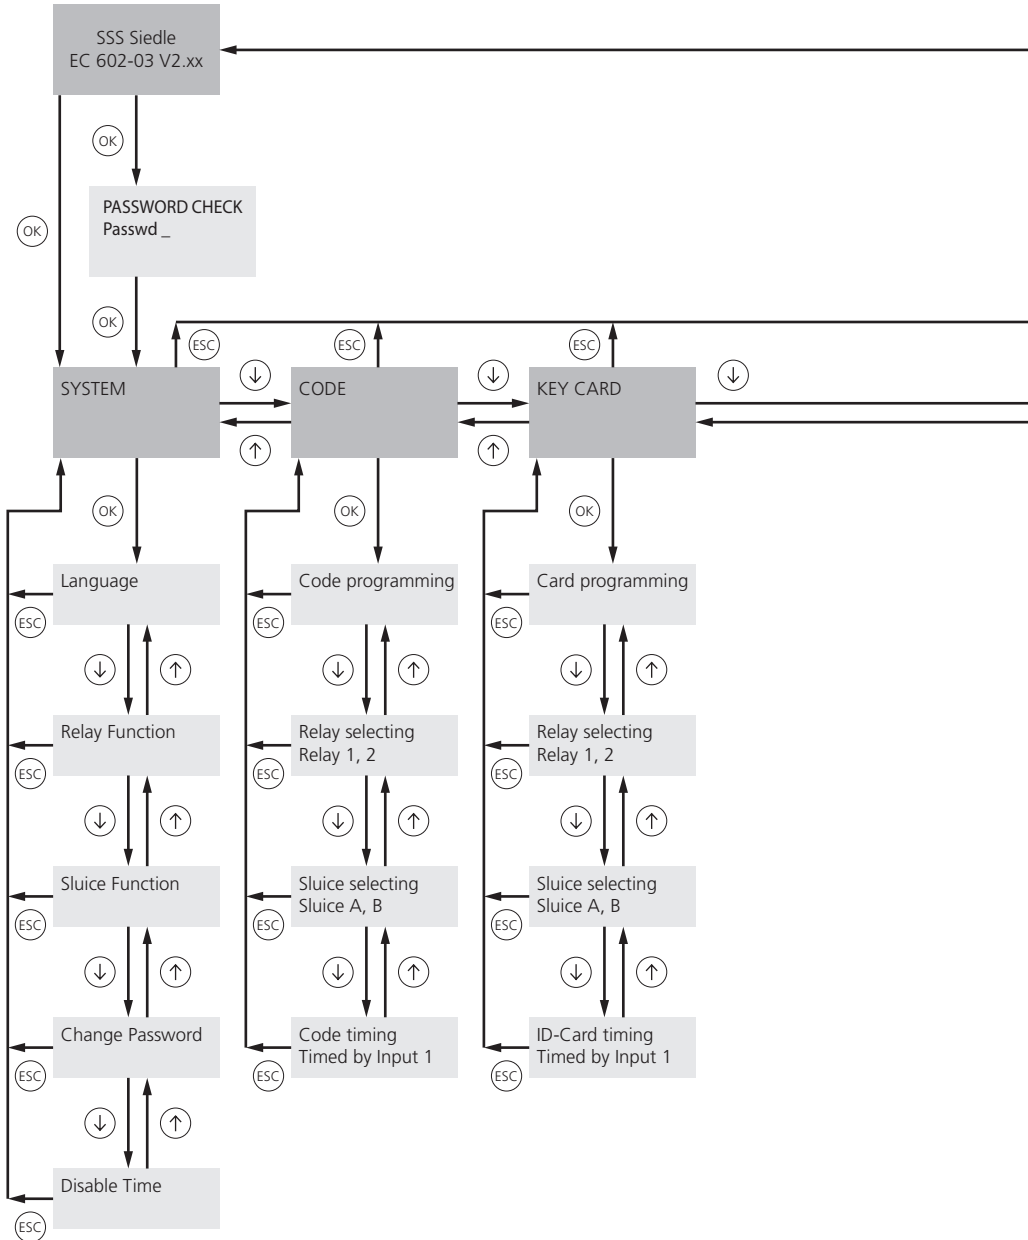 SSS Siedle
EC 602-03 V2.xx
OK
PASSWORD CHECK
Passwd _
OK
OK
ESC
ESC
ESC
SYSTEM
↓
CODE
↓
KEY CARD
↓
↑
↑
OK
OK
OK
Language
Code programming
Card programming
ESC
ESC
ESC
↓
↑
↓
↑
↓
↑
Relay Function
Relay selecting
Relay 1, 2
Relay selecting
Relay 1, 2
ESC
ESC
ESC
↓
↑
↓
↑
↓
↑
Sluice Function
Sluice selecting
Sluice A, B
Sluice selecting
Sluice A, B
ESC
ESC
ESC
↓
↑
↓
↑
↓
↑
Change Password
Code timing
Timed by Input 1
ID-Card timing
Timed by Input 1
ESC
ESC
ESC
↓
↑
Disable Time
ESC